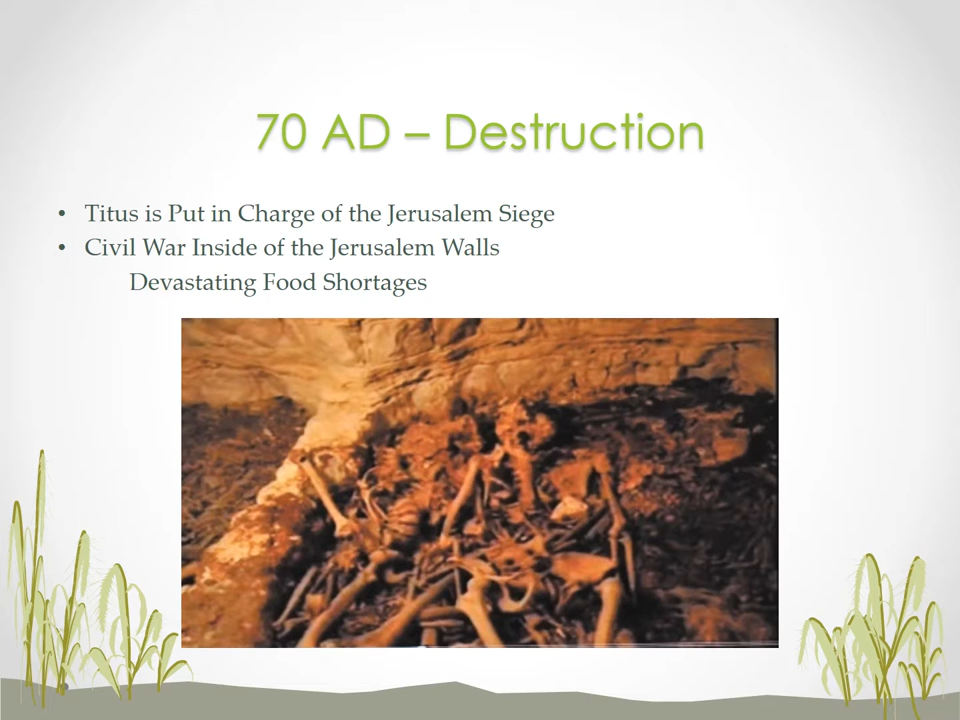 70 AD – Destruction
• Titus is Put in Charge of the Jerusalem Siege
• Civil War Inside of the Jerusalem Walls
Devastating Food Shortages